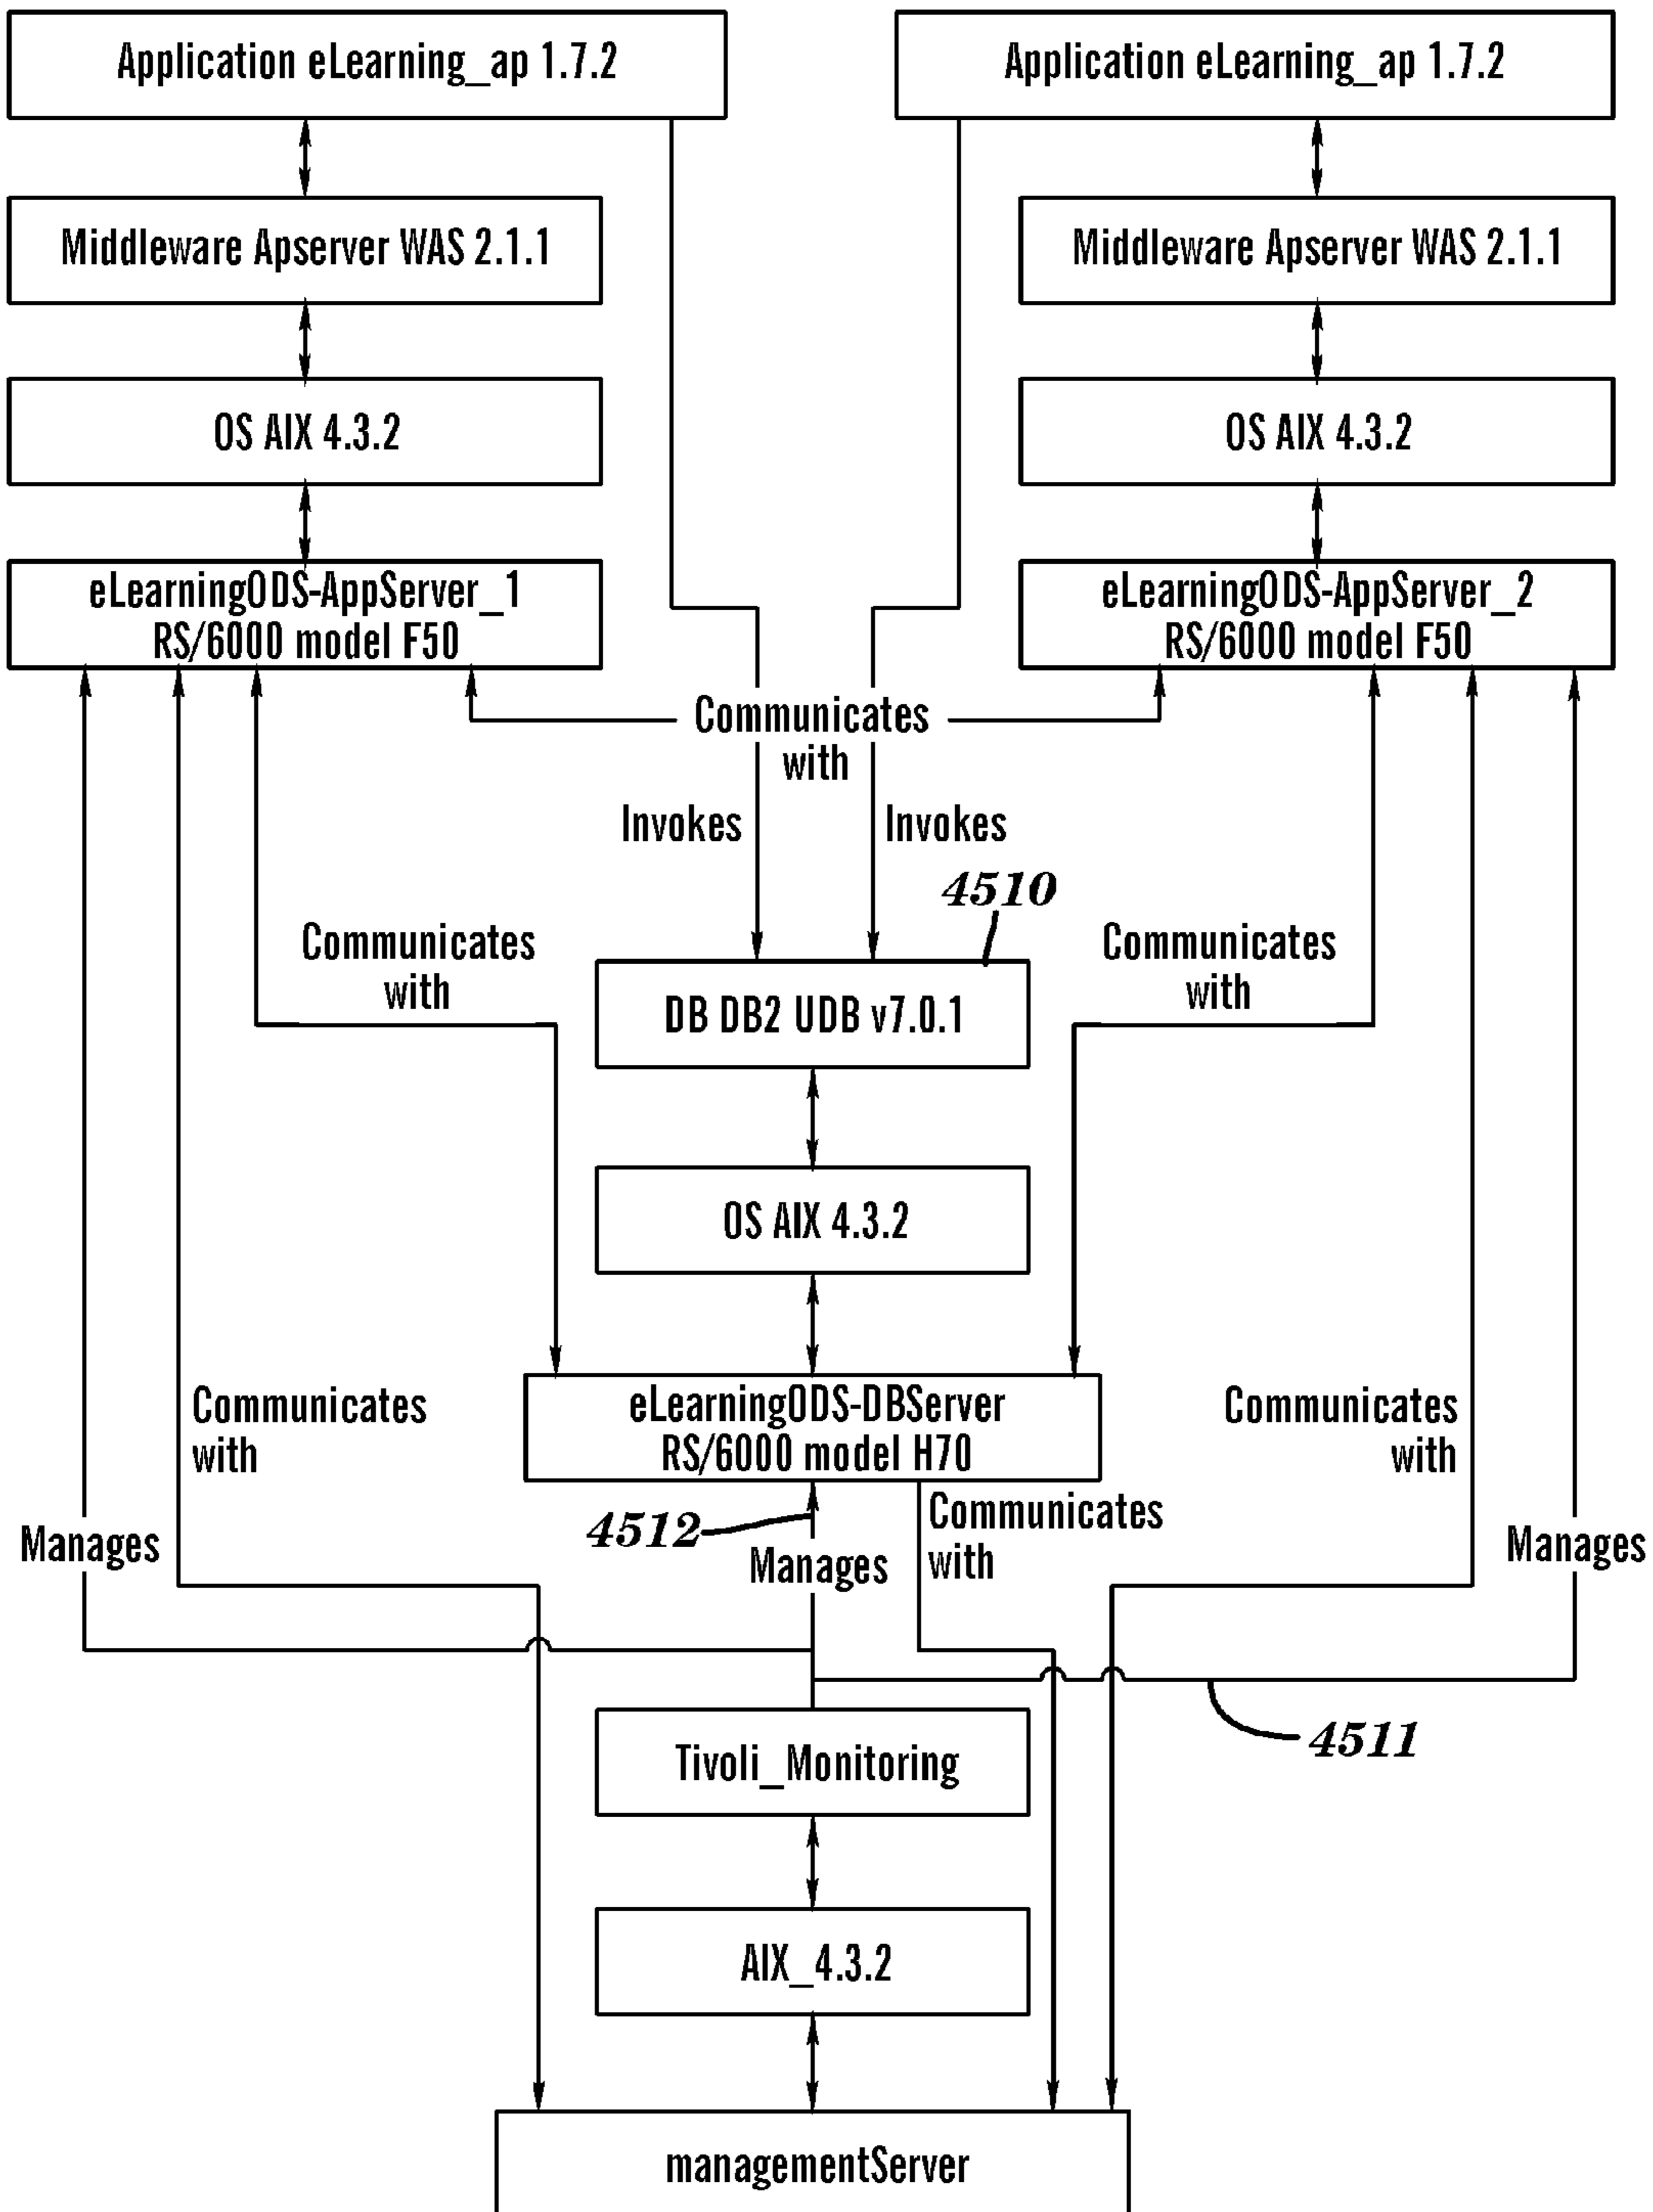 Application eLearning_ap 1.7.2
Application eLearning_ap 1.7.2
Middleware Apserver WAS 2.1.1
Middleware Apserver WAS 2.1.1
OS AIX 4.3.2
OS AIX 4.3.2
eLearningODS-AppServer_1
RS/6000 model F50
eLearningODS-AppServer_2
RS/6000 model F50
Communicates
with
Invokes
Invokes
4510
Communicates
with
Communicates
with
DB DB2 UDB v7.0.1
OS AIX 4.3.2
eLearningODS-DBServer
RS/6000 model H70
Communicates
with
Communicates
with
4512
Communicates
with
Manages
Manages
Manages
4511
Tivoli_Monitoring
AIX_4.3.2
managementServer